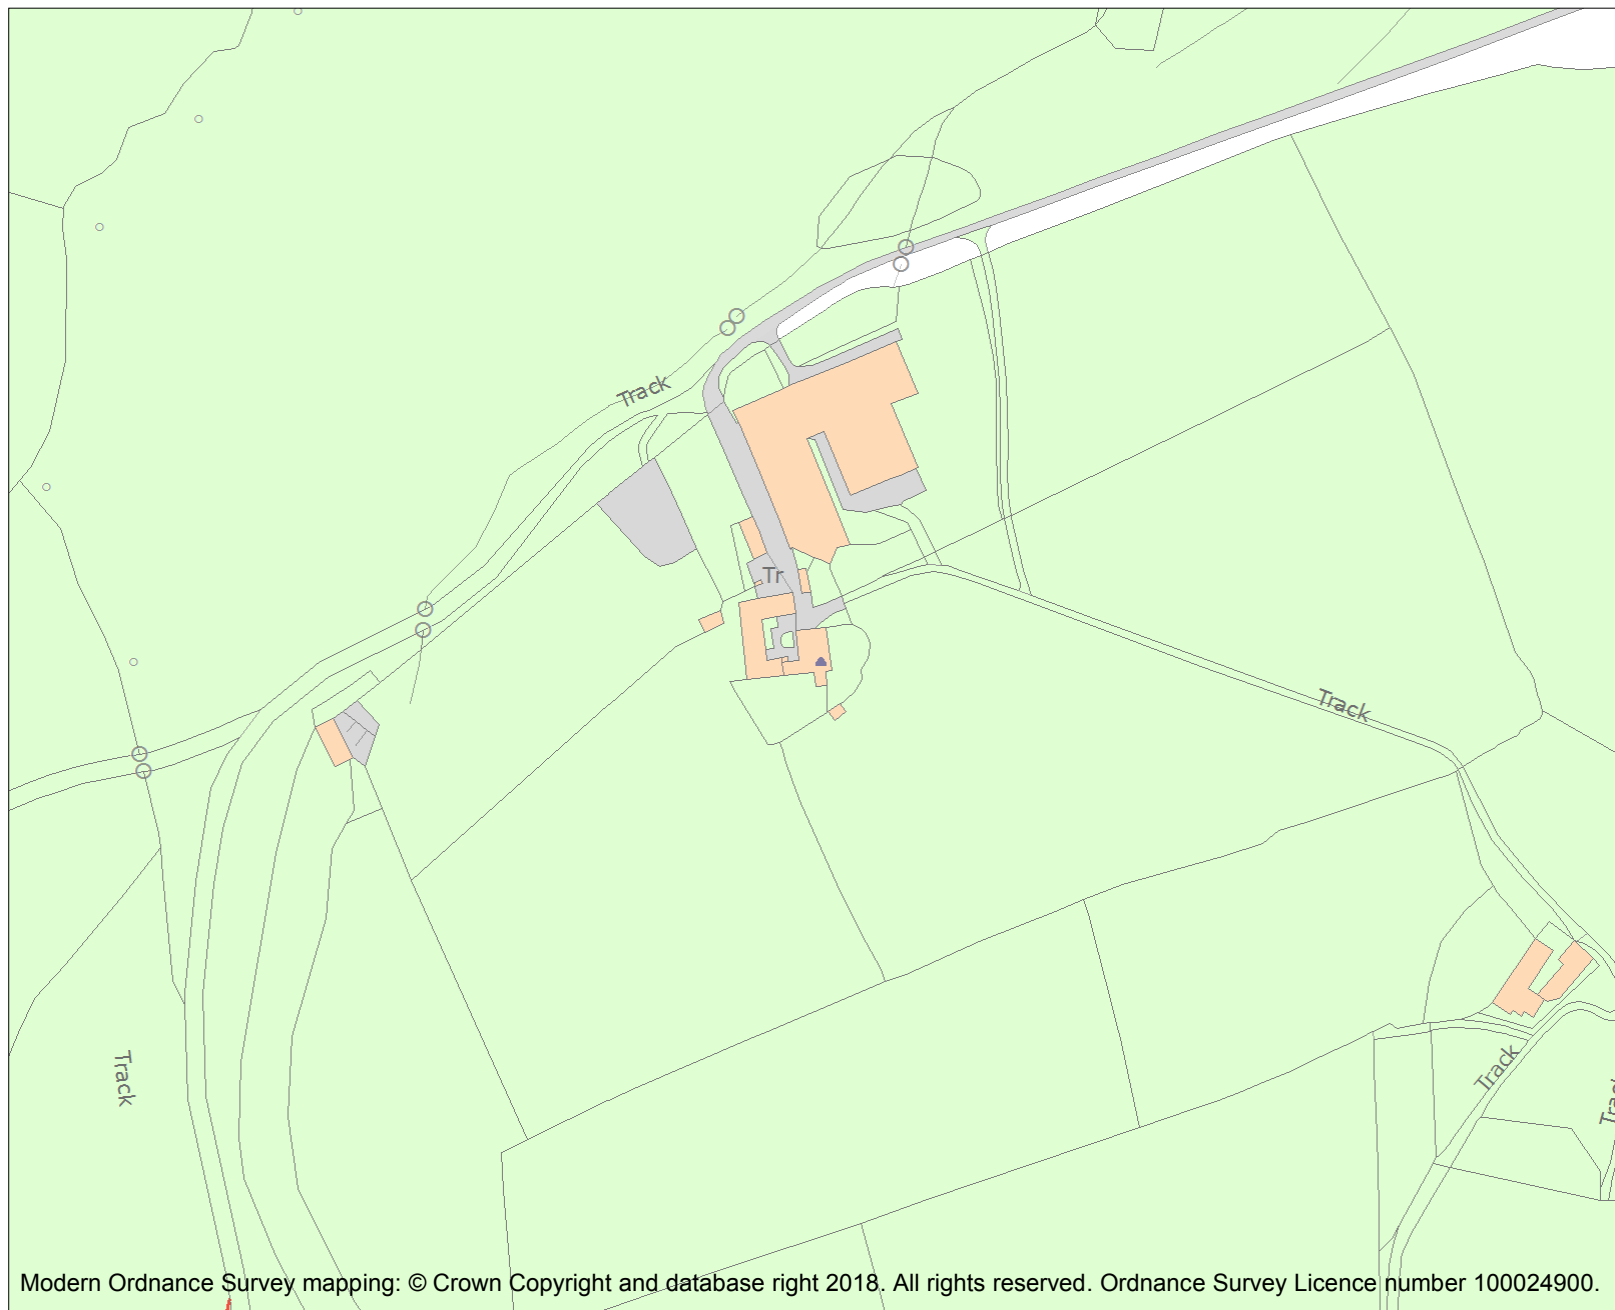 Track
Tr
Track
Track
Track
Modern Ordnance Survey mapping: © Crown Copyright and database right 2018. All rights reserved. Ordnance Survey Licence number 100024900.